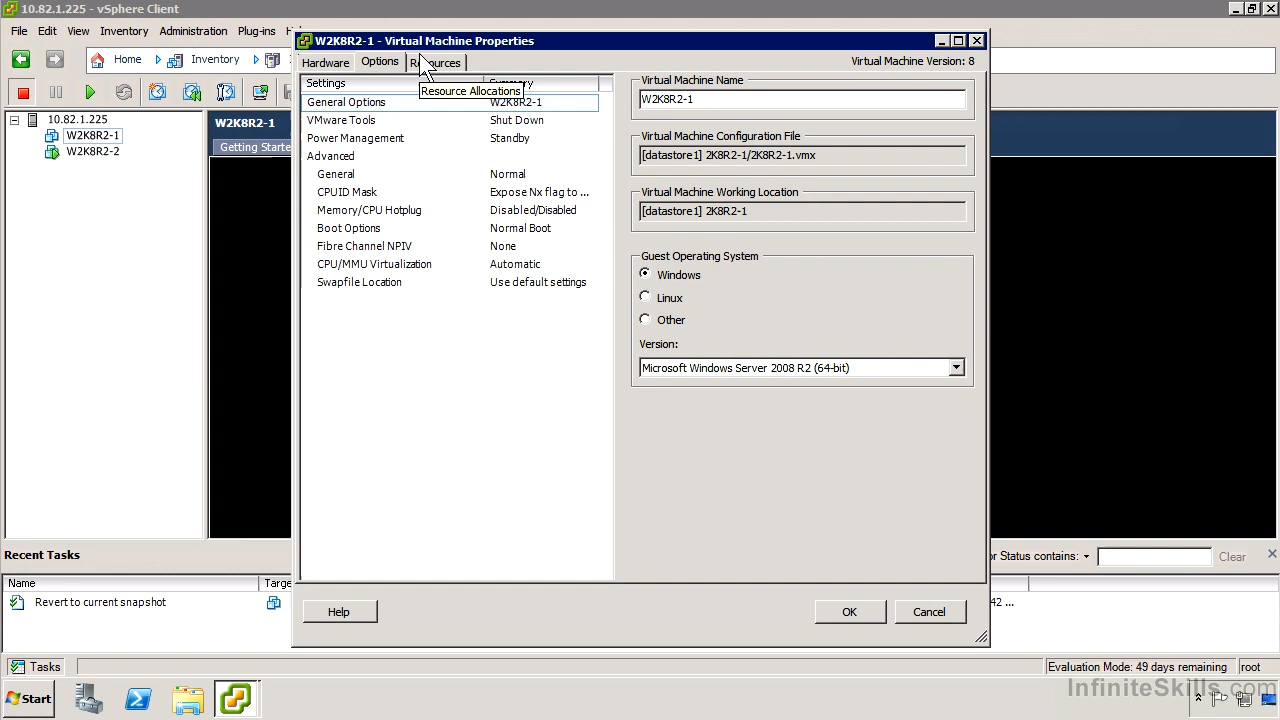 10.82.1.225 - vSphere Client
File Edit View Inventory Administration Plug-ins
Home Inventory
10.82.1.225
W2K8R2-1
W2K8R2-2
W2K8R2-1
Getting Starte
W2K8R2-1 - Virtual Machine Properties
Hardware Options Resources Virtual Machine Version: 8
Resource Allocations
Settings Summary
General Options W2K8R2-1
VMware Tools Shut Down
Power Management Standby
Advanced
General Normal
CPUID Mask Expose Nx flag to ...
Memory/CPU Hotplug Disabled/Disabled
Boot Options Normal Boot
Fibre Channel NPIV None
CPU/MMU Virtualization Automatic
Swapfile Location Use default settings
Virtual Machine Name
W2K8R2-1
Virtual Machine Configuration File
[datastore1] 2K8R2-1/2K8R2-1.vmx
Virtual Machine Working Location
[datastore1] 2K8R2-1
Guest Operating System
Windows
Linux
Other
Version:
Microsoft Windows Server 2008 R2 (64-bit)
Help OK Cancel
Recent Tasks or Status contains: Clear
Name Targe
Revert to current snapshot 42 ...
Tasks Evaluation Mode: 49 days remaining root
Start
InfiniteSkills.com